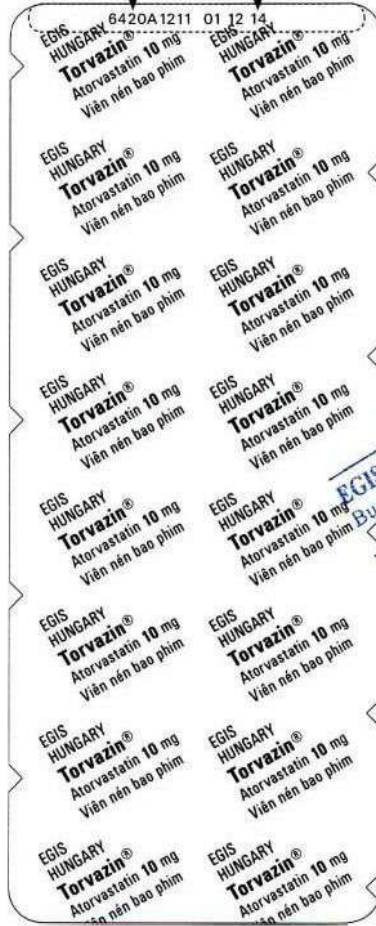 6420A1211 01 12 14
EGIS
HUNGARY
Torvazin®
Atorvastatin 10 mg
Viên nén bao phim
EGIS
HUNGARY
Torvazin®
Atorvastatin 10 mg
Viên nén bao phim
EGIS
HUNGARY
Torvazin®
Atorvastatin 10 mg
Viên nén bao phim
EGIS
HUNGARY
Torvazin®
Atorvastatin 10 mg
Viên nén bao phim
EGIS
HUNGARY
Torvazin®
Atorvastatin 10 mg
Viên nén bao phim
EGIS
HUNGARY
Torvazin®
Atorvastatin 10 mg
Viên nén bao phim
EGIS
HUNGARY
Torvazin®
Atorvastatin 10 mg
Viên nén bao phim
EGIS
HUNGARY
Torvazin®
Atorvastatin 10 mg
Viên nén bao phim
EGIS
HUNGARY
Torvazin®
Atorvastatin 10 mg
Viên nén bao phim
EGIS
HUNGARY
Torvazin®
Atorvastatin 10 mg
Viên nén bao phim
EGIS
EGIS
HUNGARY
Torvazin®
Atorvastatin 10 mg
Viên nén bao phim
EGIS
HUNGARY
Torvazin®
Atorvastatin 10 mg
Viên nén bao phim
EGIS
HUNGARY
Torvazin®
Atorvastatin 10 mg
Viên nén bao phim
EGIS
HUNGARY
Torvazin®
Atorvastatin 10 mg
Viên nén bao phim
EGIS
HUNGARY
Torvazin®
Atorvastatin 10 mg
nén bao phim
EGIS
HUNGARY
Torvazin®
Atorvastatin 10 mg
nén bao phim